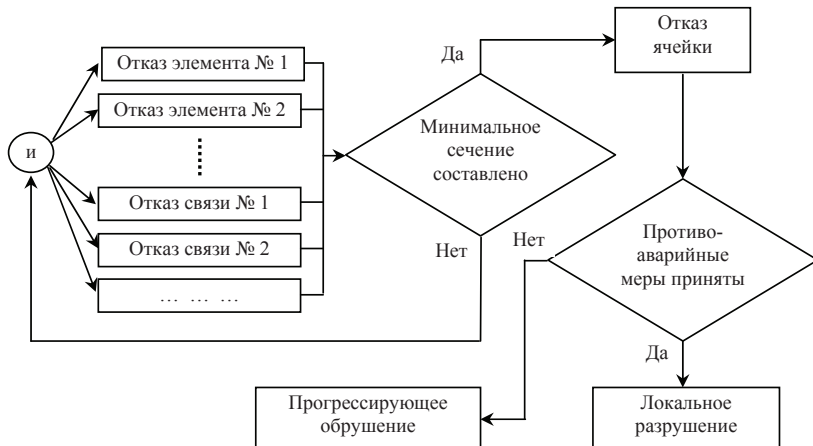 и
Отказ элемента № 1
Отказ элемента № 2
Отказ связи № 1
Отказ связи № 2
… … …
Да
Минимальное
сечение
составлено
Нет
Отказ
ячейки
Нет
Противо-
аварийные
меры приняты
Да
Прогрессирующее
обрушение
Локальное
разрушение